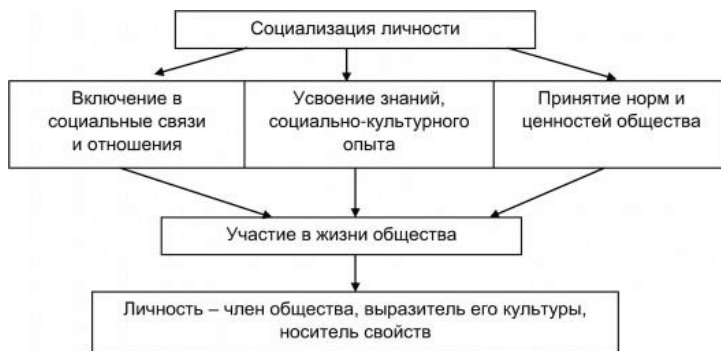 Социализация личности
Включение в
социальные связи
и отношения
Усвоение знаний,
социально-культурного
опыта
Принятие норм и
ценностей общества
Участие в жизни общества
Личность – член общества, выразитель его культуры,
носитель свойств